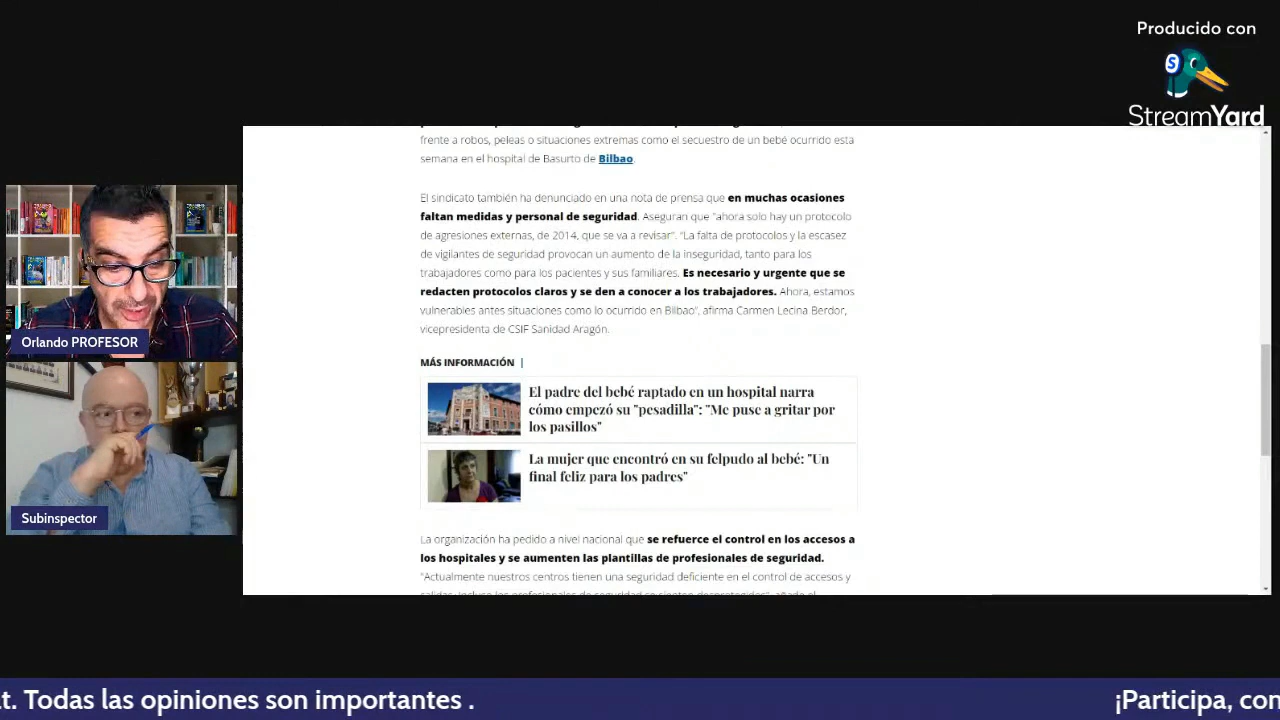 Producido con
StreamYard
frente a robos, peleas o situaciones extremas como el secuestro de un bebé ocurrido esta
semana en el hospital de Basurto de Bilbao.
El sindicato también ha denunciado en una nota de prensa que en muchas ocasiones
faltan medidas y personal de seguridad. Aseguran que "ahora solo hay un protocolo
de agresiones externas, de 2014, que se va a revisar". "La falta de protocolos y la escasez
de vigilantes de seguridad provocan un aumento de la inseguridad, tanto para los
trabajadores como para los pacientes y sus familiares. Es necesario y urgente que se
redacten protocolos claros y se den a conocer a los trabajadores. Ahora, estamos
vulnerables antes situaciones como lo ocurrido en Bilbao", afirma Carmen Lecina Berdor,
vicepresidenta de CSIF Sanidad Aragón.
MÁS INFORMACIÓN |
El padre del bebé raptado en un hospital narra
cómo empezó su "pesadilla": "Me puse a gritar por
los pasillos"
La mujer que encontró en su felpudo al bebé: "Un
final feliz para los padres"
La organización ha pedido a nivel nacional que se refuerce el control en los accesos a
los hospitales y se aumenten las plantillas de profesionales de seguridad.
"Actualmente nuestros centros tienen una seguridad deficiente en el control de accesos y
Orlando PROFESOR
Subinspector
t. Todas las opiniones son importantes .
¡Participa, con